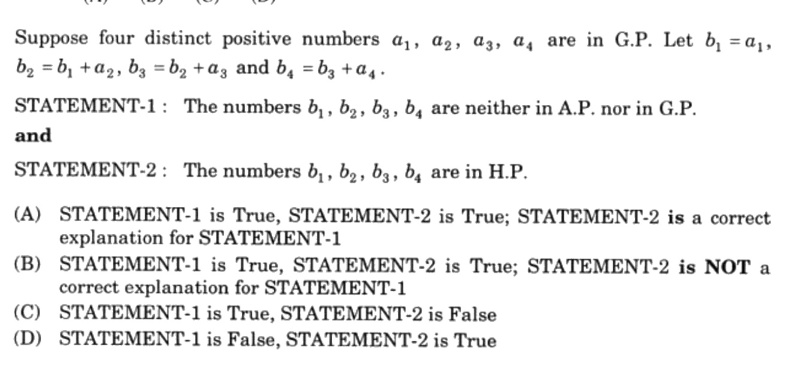 Suppose four distinct positive numbers a₁, a₂, a₃, a₄ are in G.P. Let b₁ = a₁,
b₂ = b₁ + a₂, b₃ = b₂ + a₃ and b₄ = b₃ + a₄.
STATEMENT-1 : The numbers b₁, b₂, b₃, b₄ are neither in A.P. nor in G.P.
and
STATEMENT-2 : The numbers b₁, b₂, b₃, b₄ are in H.P.
(A) STATEMENT-1 is True, STATEMENT-2 is True; STATEMENT-2 is a correct
explanation for STATEMENT-1
(B) STATEMENT-1 is True, STATEMENT-2 is True; STATEMENT-2 is NOT a
correct explanation for STATEMENT-1
(C) STATEMENT-1 is True, STATEMENT-2 is False
(D) STATEMENT-1 is False, STATEMENT-2 is True